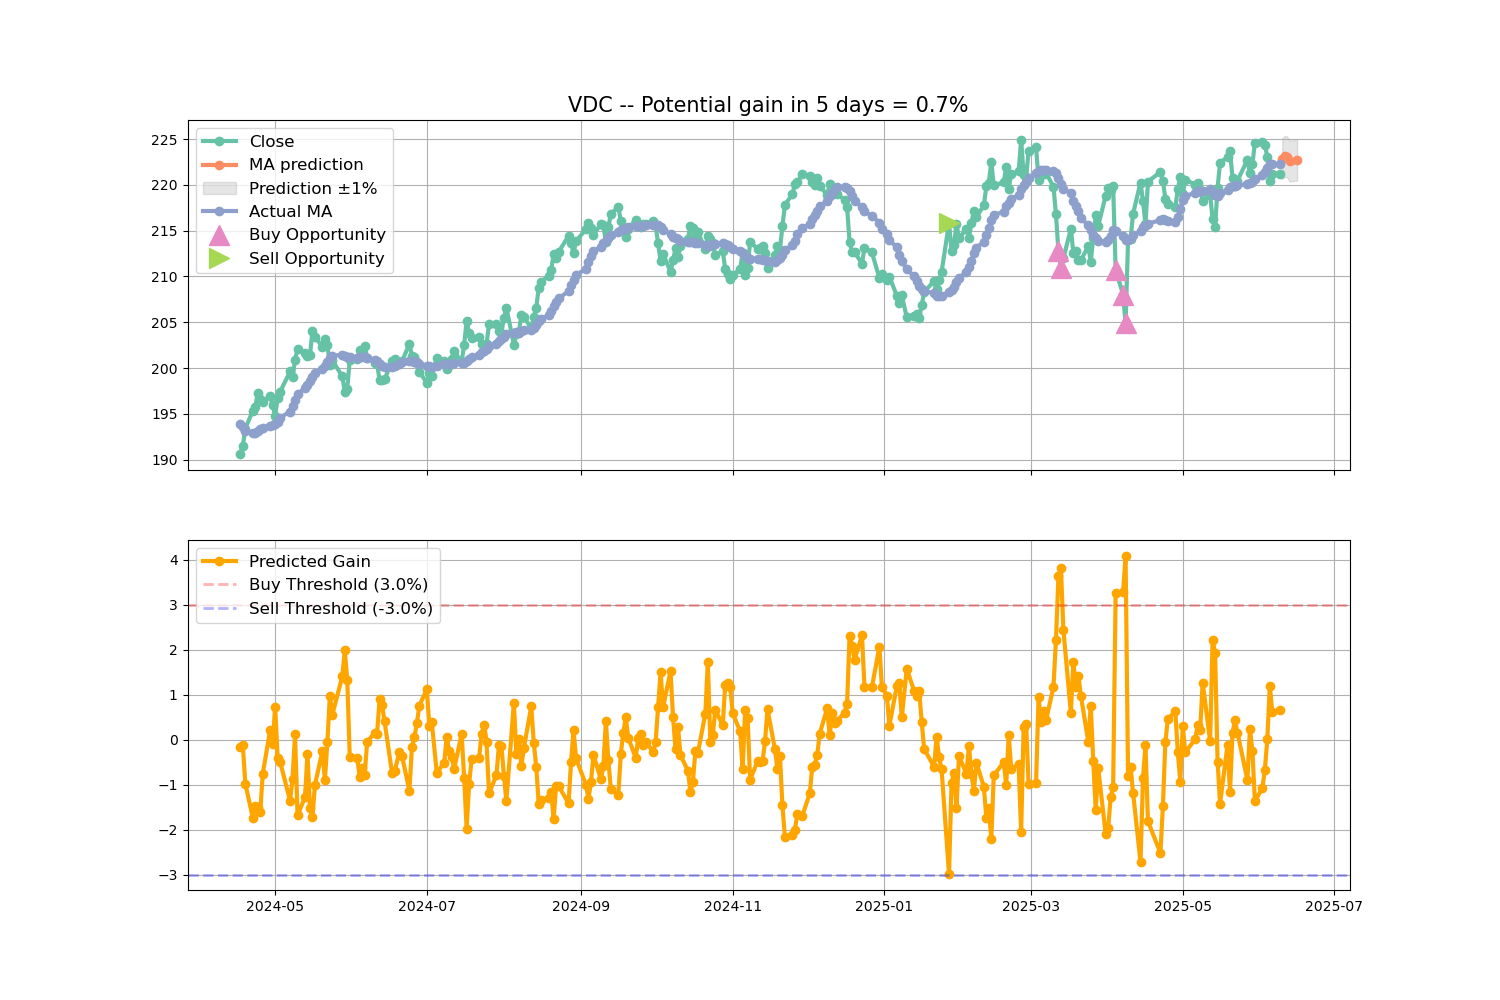 VDC -- Potential gain in 5 days = 0.7%
225
220
215
210
205
200
195
190
Close
MA prediction
Prediction ±1%
Actual MA
Buy Opportunity
Sell Opportunity
4
3
2
1
0
−1
−2
−3
Predicted Gain
Buy Threshold (3.0%)
Sell Threshold (-3.0%)
2024-05
2024-07
2024-09
2024-11
2025-01
2025-03
2025-05
2025-07